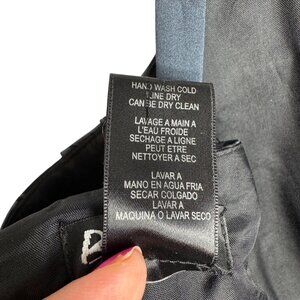 HAND WASH COLD
LINE DRY
CAN BE DRY CLEAN
LAVAGE A MAIN A
L'EAU FROIDE
SECHAGE A LIGNE
PEUT ETRE
NETTOYER A SEC
LAVAR A
MANO EN AGUA FRIA
SECAR COLGADO
LAVAR A
MAQUINA O LAVAR SECO